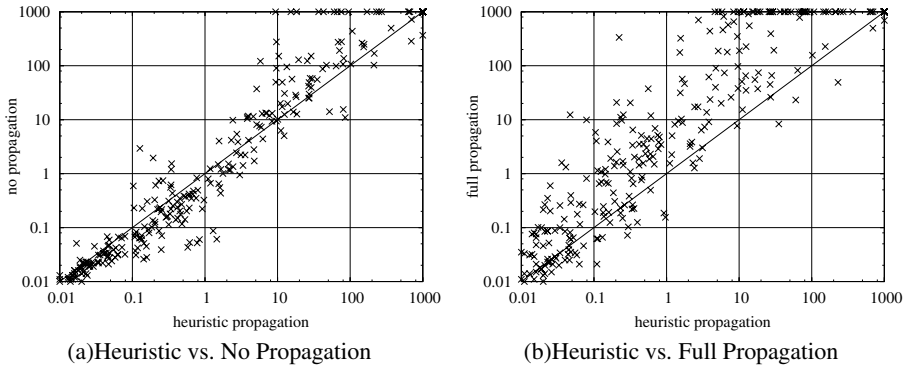 1000
100
10
1
0.1
0.01
no propagation
0.01 0.1 1 10 100 1000
heuristic propagation
(a)Heuristic vs. No Propagation
1000
100
10
1
0.1
0.01
full propagation
0.01 0.1 1 10 100 1000
heuristic propagation
(b)Heuristic vs. Full Propagation